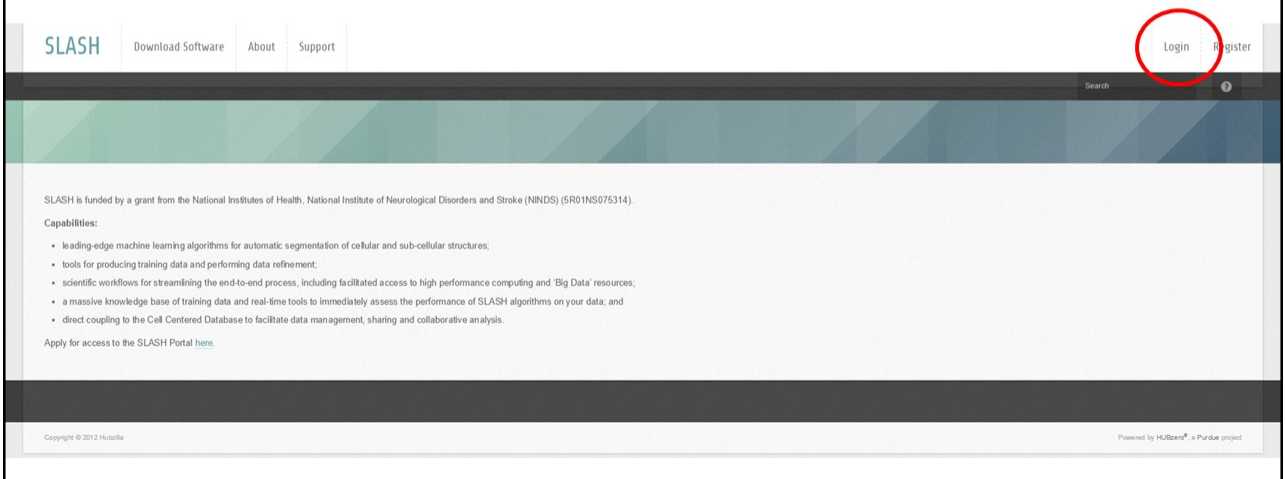 SLASH Download Software About Support Login Register
Search ?
SLASH is funded by a grant from the National Institutes of Health, National Institute of Neurological Disorders and Stroke (NINDS) (5R01NS075314).
Capabilities:
• leading-edge machine learning algorithms for automatic segmentation of cellular and sub-cellular structures;
• tools for producing training data and performing data refinement;
• scientific workflows for streamlining the end-to-end process, including facilitated access to high performance computing and 'Big Data' resources;
• a massive knowledge base of training data and real-time tools to immediately assess the performance of SLASH algorithms on your data; and
• direct coupling to the Cell Centered Database to facilitate data management, sharing and collaborative analysis.
Apply for access to the SLASH Portal here.
Copyright © 2012 Hubzilla Powered by HUBzero®, a Purdue project